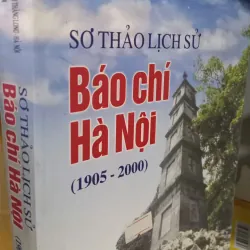 SƠ THẢO LỊCH SỬ
Báo chí
Hà Nội
(1905 - 2000)
SƠ THẢO LỊCH SỬ
Báo chí Hà Nội